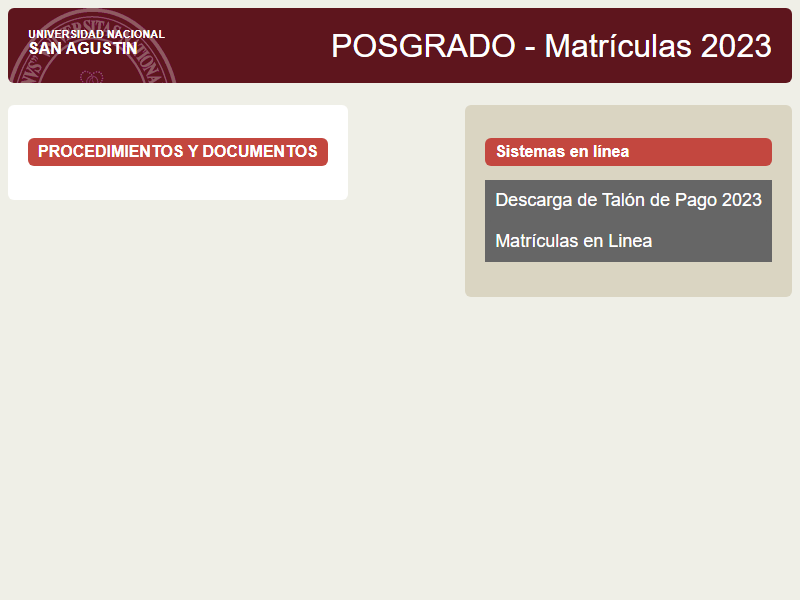 UNIVERSIDAD NACIONAL
SAN AGUSTIN
POSGRADO - Matrículas 2023
PROCEDIMIENTOS Y DOCUMENTOS
Sistemas en línea
Descarga de Talón de Pago 2023
Matrículas en Linea